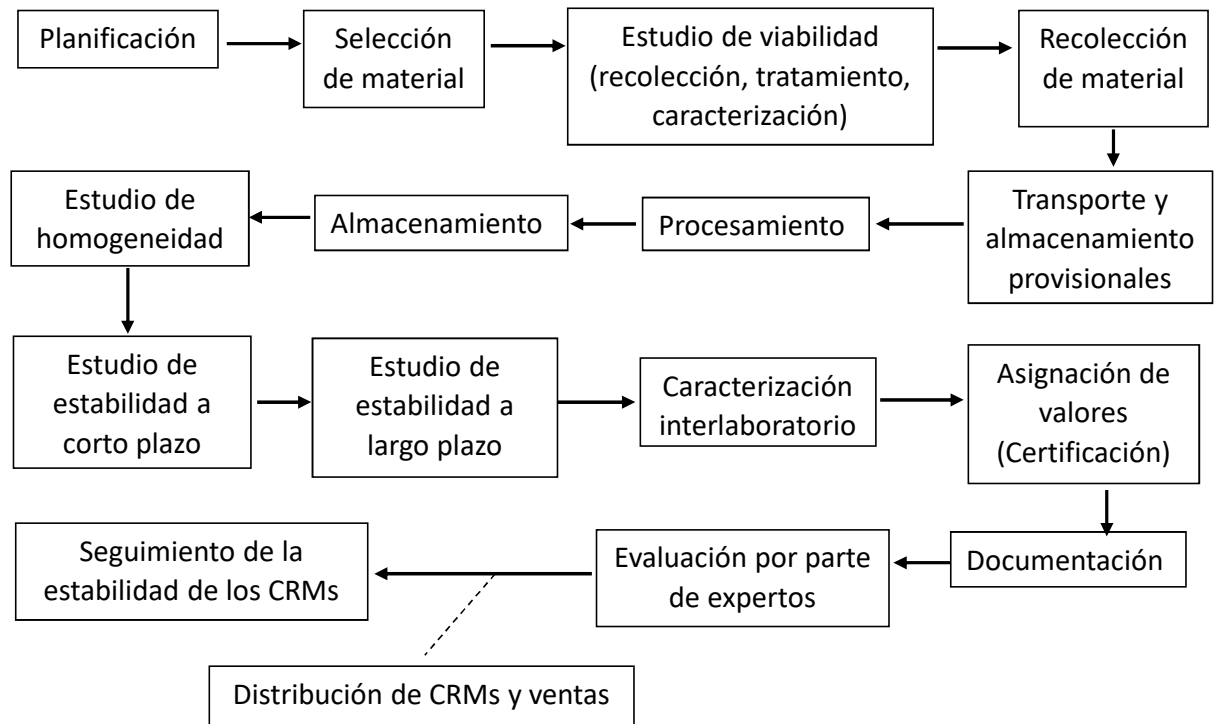 Planificación
Selección
de material
Estudio de viabilidad
(recolección, tratamiento,
caracterización)
Recolección
de material
Transporte y
almacenamiento
provisionales
Procesamiento
Almacenamiento
Estudio de
homogeneidad
Estudio de
estabilidad a
corto plazo
Estudio de
estabilidad a
largo plazo
Caracterización
interlaboratorio
Asignación de
valores
(Certificación)
Documentación
Evaluación por parte
de expertos
Seguimiento de la
estabilidad de los CRMs
Distribución de CRMs y ventas